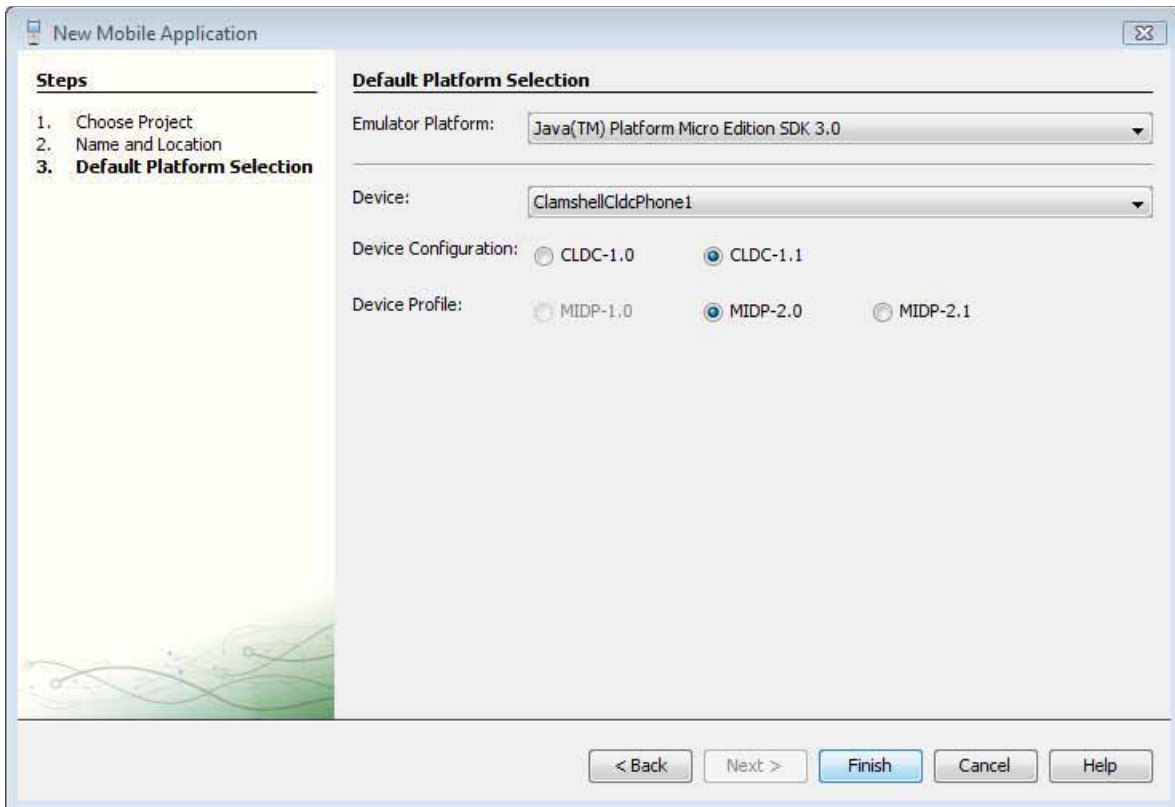 New Mobile Application
Steps
1. Choose Project
2. Name and Location
3. Default Platform Selection
Default Platform Selection
Emulator Platform: Java(TM) Platform Micro Edition SDK 3.0
Device: ClamshellCldcPhone1
Device Configuration: CLDC-1.0 CLDC-1.1
Device Profile: MIDP-1.0 MIDP-2.0 MIDP-2.1
< Back Next > Finish Cancel Help